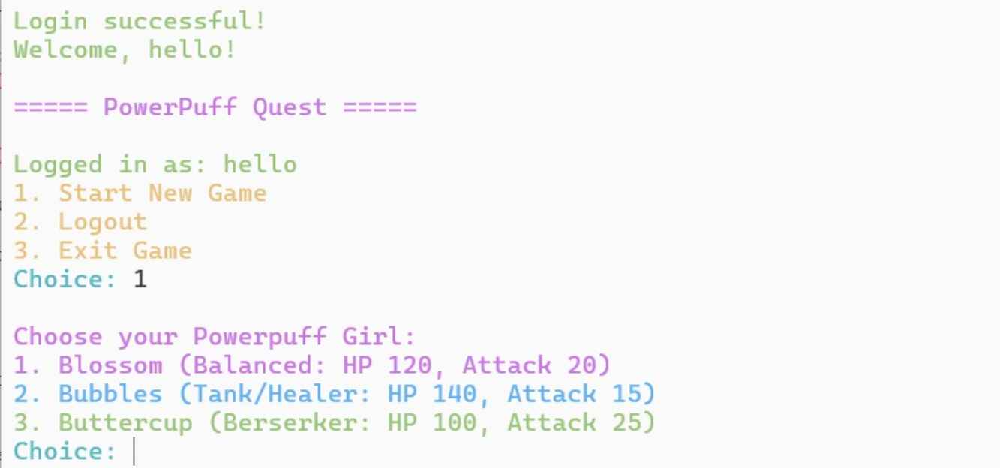 Login successful!
Welcome, hello!
===== PowerPuff Quest =====
Logged in as: hello
1. Start New Game
2. Logout
3. Exit Game
Choice: 1
Choose your Powerpuff Girl:
1. Blossom (Balanced: HP 120, Attack 20)
2. Bubbles (Tank/Healer: HP 140, Attack 15)
3. Buttercup (Berserker: HP 100, Attack 25)
Choice: